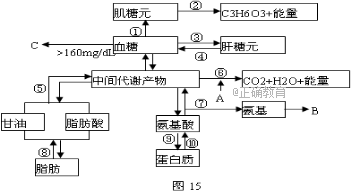 肌糖元 ② C3H6O3+能量
①
C >160mg/dL 血糖 ③ 肝糖元
④
中间代谢产物 ⑥ CO2+H2O+能量
⑤ A @正确教育
⑦
甘油 脂肪酸 氨基酸 氨基 B
⑧ ⑨ ⑩
脂肪 蛋白质
图 15